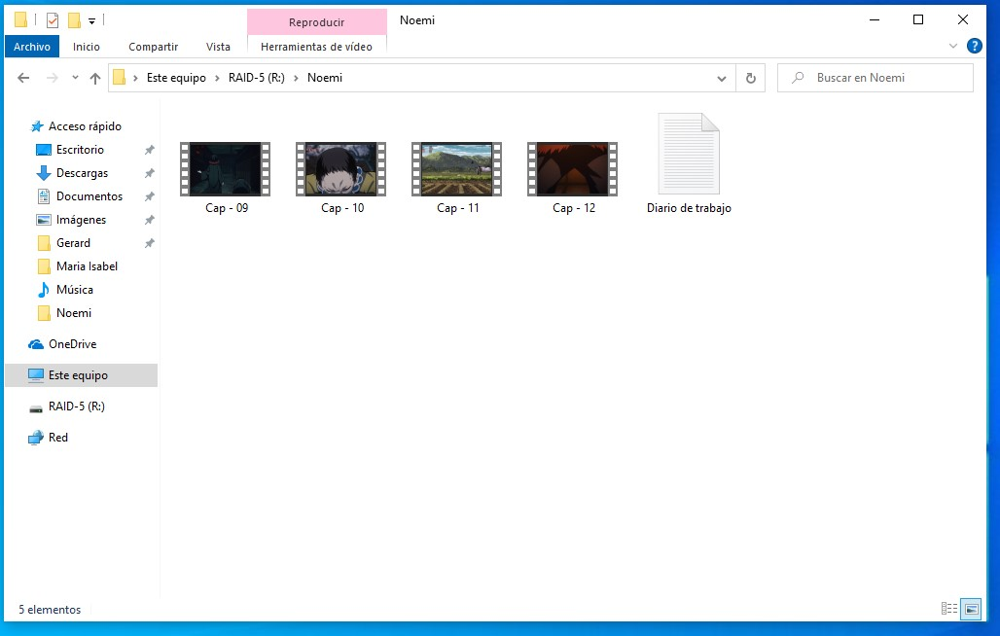 Reproducir
Noemi
Archivo
Inicio
Compartir
Vista
Herramientas de vídeo
?
Este equipo > RAID-5 (R:) > Noemi
Buscar en Noemi
Acceso rápido
Escritorio
Descargas
Documentos
Imágenes
Gerard
Maria Isabel
Música
Noemi
OneDrive
Este equipo
RAID-5 (R:)
Red
Cap - 09
Cap - 10
Cap - 11
Cap - 12
Diario de trabajo
5 elementos